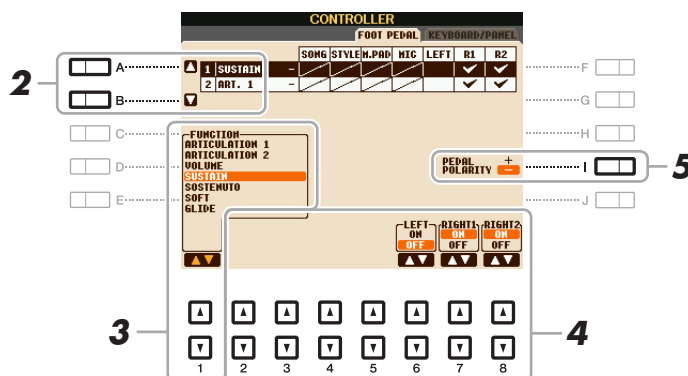 CONTROLLER
FOOT PEDAL KEYBOARD/PANEL
SONG STYLE M.PAD MIC LEFT R1 R2
1 SUSTAIN –
2 ART. 1 –
2
A
B
C
D
E
F
G
H
I
J
5
FUNCTION
ARTICULATION 1
ARTICULATION 2
VOLUME
SUSTAIN
SOSTENUTO
SOFT
GLIDE
PEDAL POLARITY + –
LEFT RIGHT1 RIGHT2
ON ON ON
OFF OFF OFF
3
4
1 2 3 4 5 6 7 8